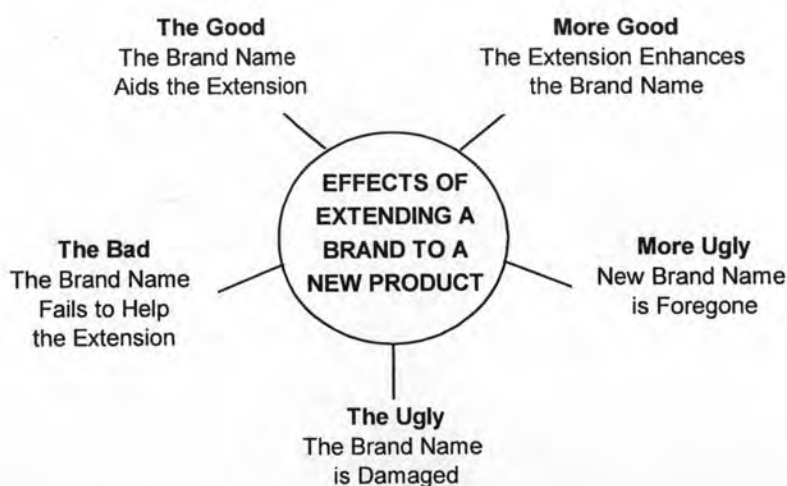 The Good
The Brand Name
Aids the Extension
More Good
The Extension Enhances
the Brand Name
EFFECTS OF
EXTENDING A
BRAND TO A
NEW PRODUCT
The Bad
The Brand Name
Fails to Help
the Extension
More Ugly
New Brand Name
is Foregone
The Ugly
The Brand Name
is Damaged